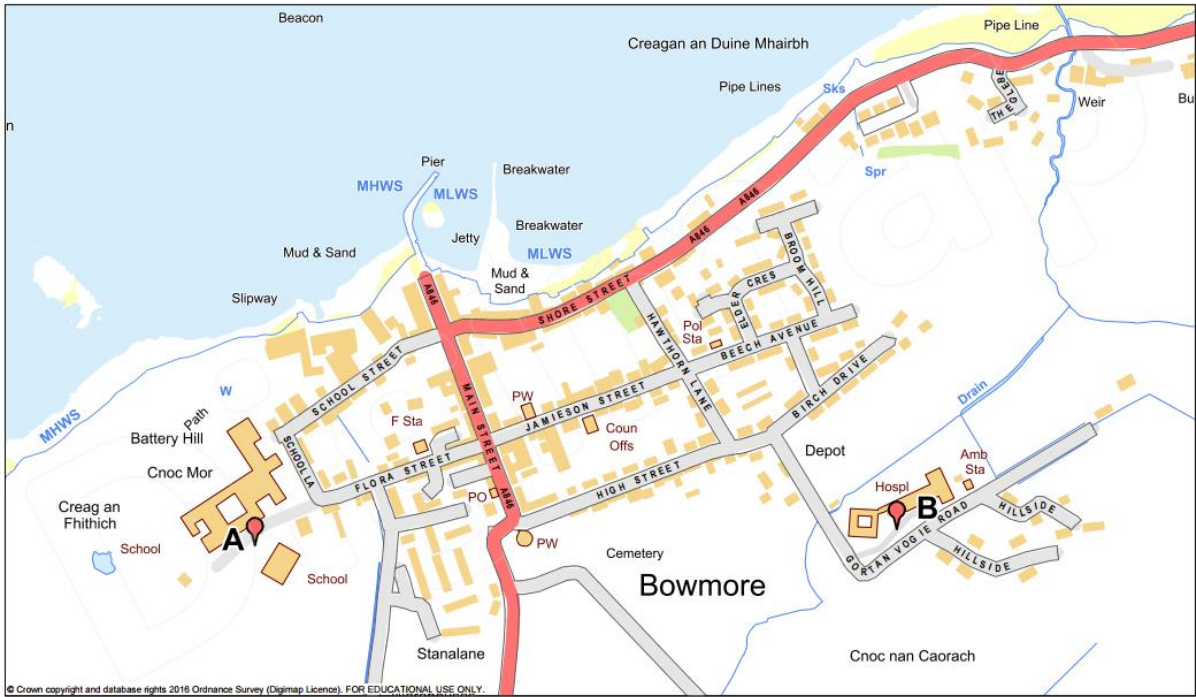 Beacon
Pipe Line
Creagan an Duine Mhairbh
Pipe Lines
Sks
THE GLEBE
Weir
Bu
n
Pier
Breakwater
MHWS
MLWS
Spr
A846
Breakwater
Jetty
A846
MLWS
Mud & Sand
BROOM HILL
Mud &
Sand
A846
Slipway
SHORE STREET
ELDER CRES
HAWTHORN LANE
Pol
Sta
BEECH AVENUE
SCHOOL STREET
W
MAIN STREET
PW
JAMIESON STREET
BIRCH DRIVE
Drain
Path
MHWS
F Sta
Coun
Offs
Battery Hill
SCHOOL LA
Depot
Amb
Sta
Cnoc Mor
FLORA STREET
HIGH STREET
Hospl
PO
A846
B
HILLSIDE
Creag an
Fhithich
GORTAN VOGIE ROAD
A
PW
School
School
Cemetery
HILLSIDE
Bowmore
Stanalane
Cnoc nan Caorach
© Crown copyright and database rights 2016 Ordnance Survey (Digimap Licence). FOR EDUCATIONAL USE ONLY.